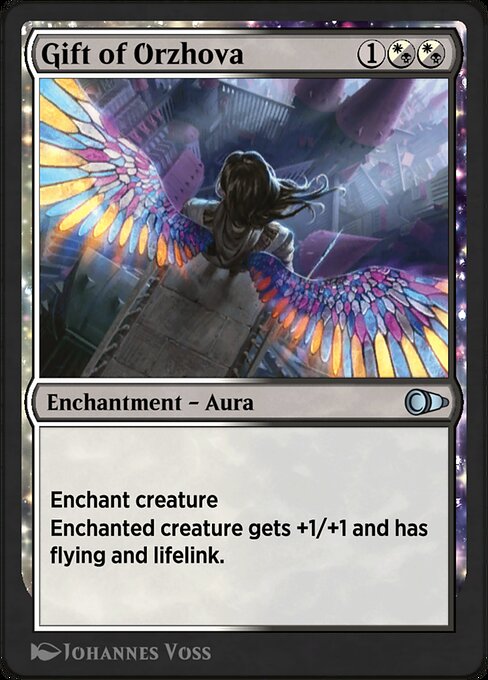 Gift of Orzhova 1
Enchantment – Aura
Enchant creature
Enchanted creature gets +1/+1 and has
flying and lifelink.
Johannes Voss